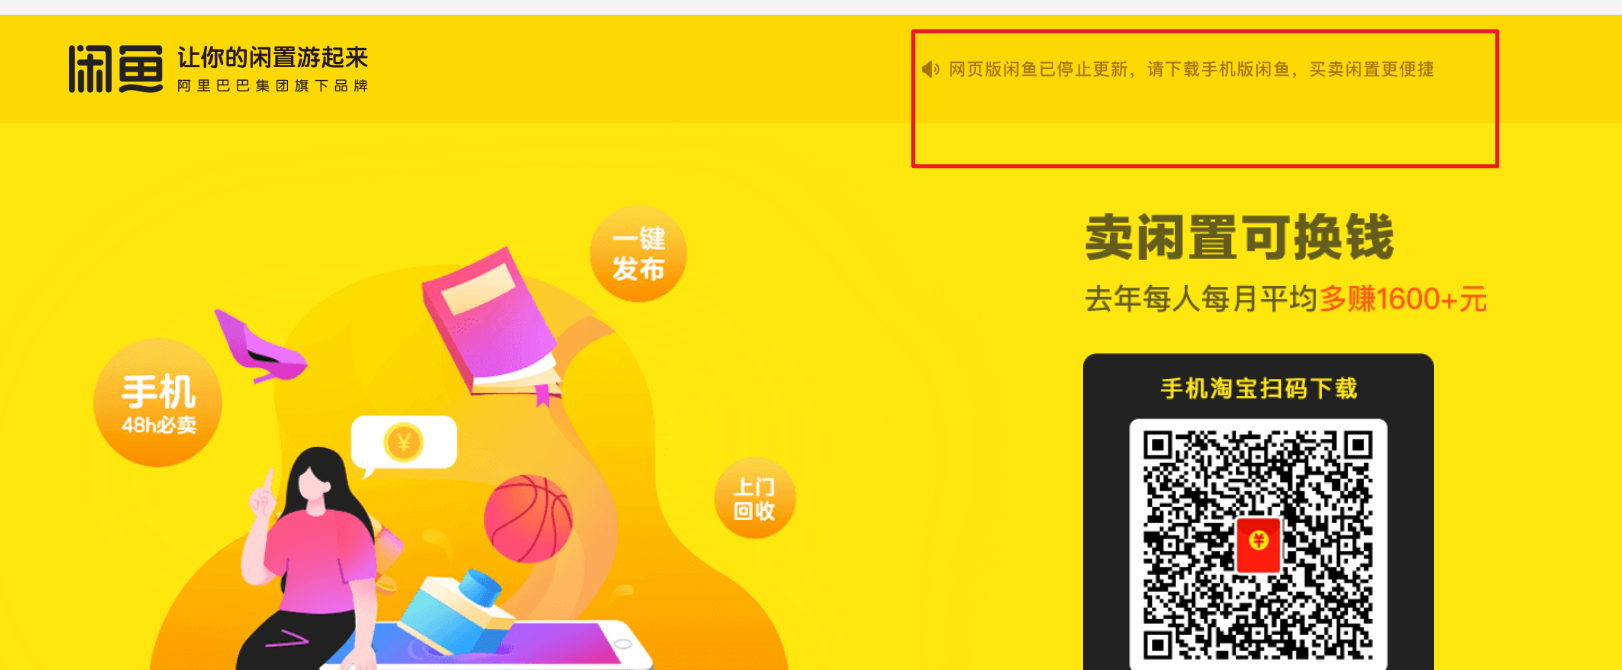 闲鱼
让你的闲置游起来
阿里巴巴集团旗下品牌
网页版闲鱼已停止更新，请下载手机版闲鱼，买卖闲置更便捷
一键
发布
手机
48h必卖
¥
上门
回收
卖闲置可换钱
去年每人每月平均多赚1600+元
手机淘宝扫码下载
¥